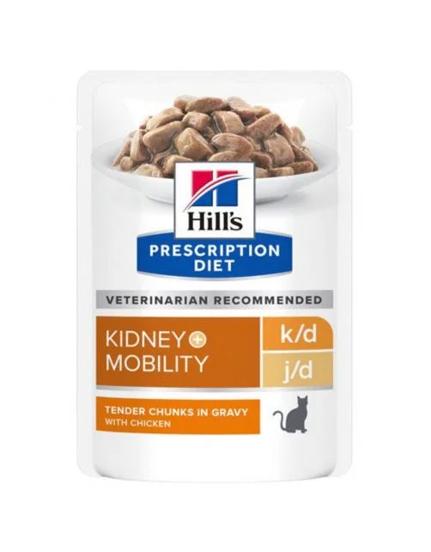 Hill's
PRESCRIPTION
DIET
VETERINARIAN RECOMMENDED
KIDNEY +
MOBILITY
k/d
j/d
TENDER CHUNKS IN GRAVY
WITH CHICKEN